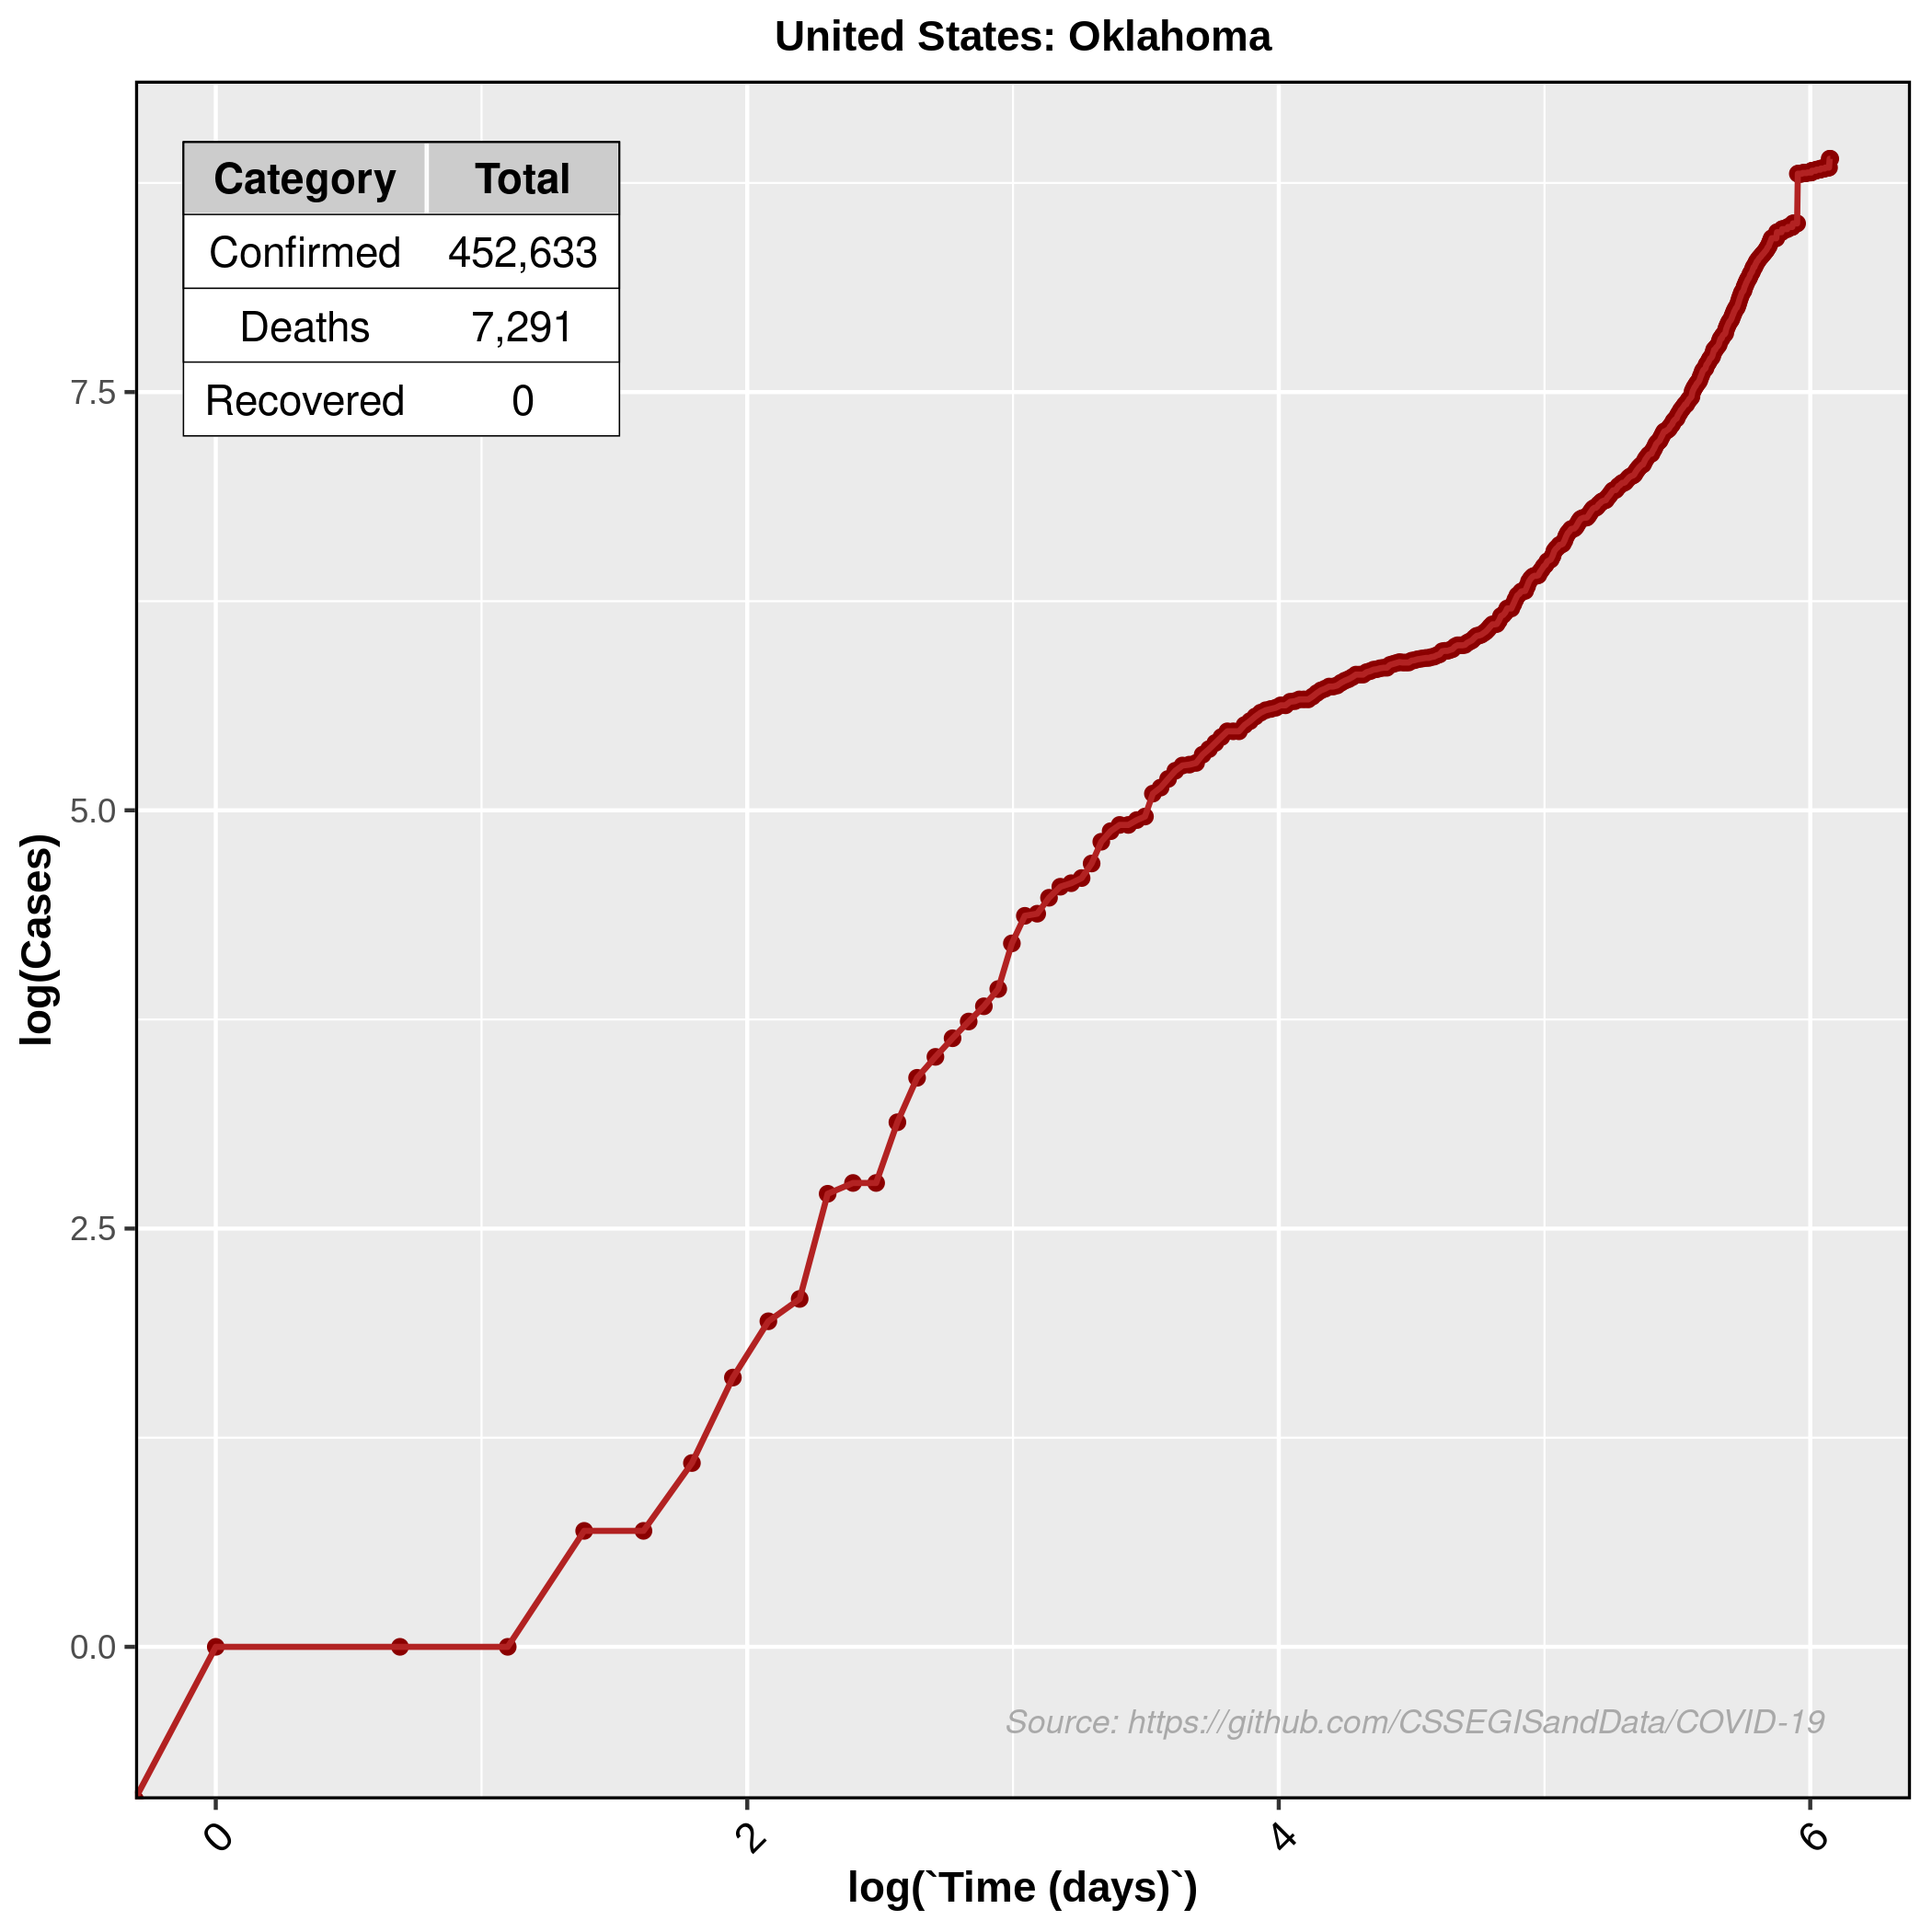 United States: Oklahoma
Category Total
Confirmed 452,633
Deaths 7,291
Recovered 0
7.5
5.0
2.5
0.0
log(Cases)
Source: https://github.com/CSSEGISandData/COVID-19
0 2 4 6
log(`Time (days)`)